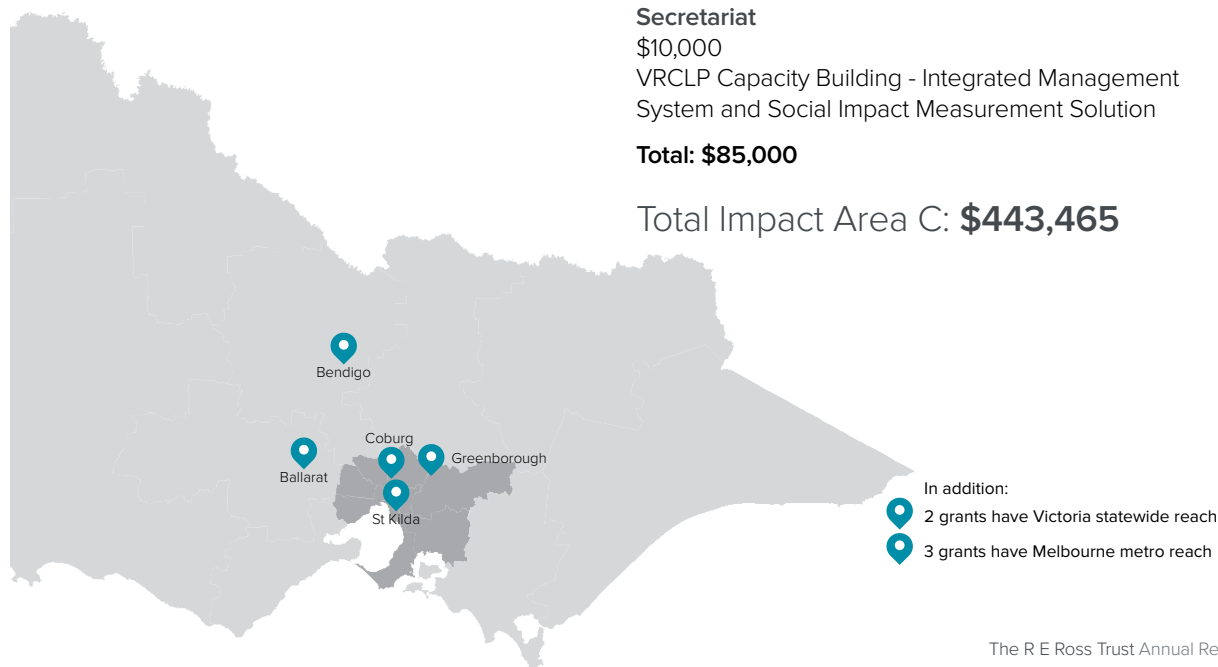 Secretariat
$10,000
VRCLP Capacity Building - Integrated Management
System and Social Impact Measurement Solution
Total: $85,000
Total Impact Area C: $443,465
Bendigo
Coburg
Greenborough
Ballarat
St Kilda
In addition:
2 grants have Victoria statewide reach
3 grants have Melbourne metro reach
The R E Ross Trust Annual Re